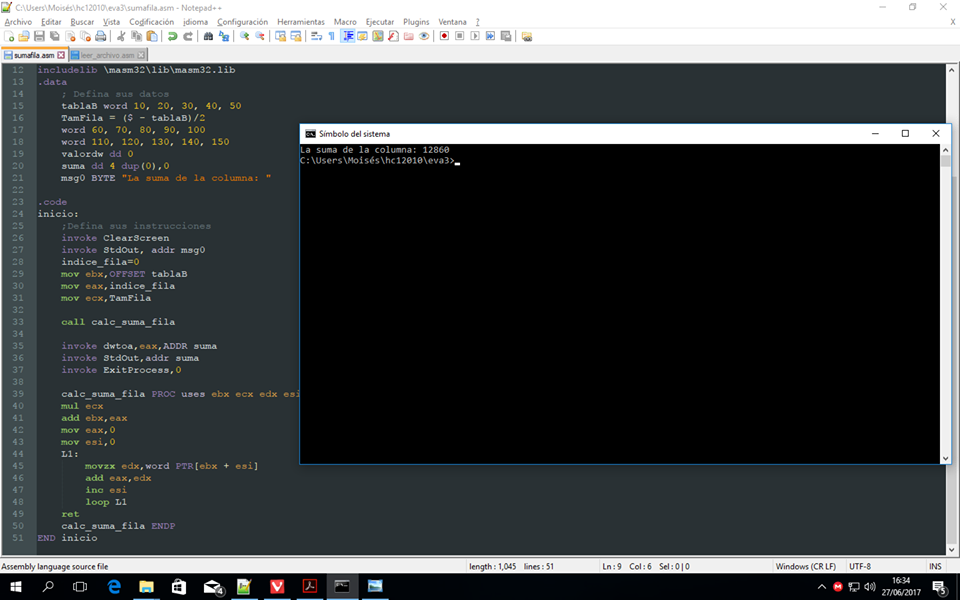 C:\Users\Moisés\hc12010\eva3\sumafila.asm - Notepad++
Archivo Editar Buscar Vista Codificación idioma Configuración Herramientas Macro Ejecutar Plugins Ventana ? X
sumafila.asm leer_archivo.asm
12 includelib \masm32\lib\masm32.lib
13 .data
14 ; Defina sus datos
15 tablaB word 10, 20, 30, 40, 50
16 TamFila = ($ - tablaB)/2
17 word 60, 70, 80, 90, 100
18 word 110, 120, 130, 140, 150
19 valordw dd 0
20 suma dd 4 dup(0),0
21 msg0 BYTE "La suma de la columna: "
22
23 .code
24 inicio:
25 ;Defina sus instrucciones
26 invoke ClearScreen
27 invoke StdOut, addr msg0
28 indice_fila=0
29 mov ebx,OFFSET tablaB
30 mov eax,indice_fila
31 mov ecx,TamFila
32
33 call calc_suma_fila
34
35 invoke dwtoa,eax,ADDR suma
36 invoke StdOut,addr suma
37 invoke ExitProcess,0
38
39 calc_suma_fila PROC uses ebx ecx edx esi
40 mul ecx
41 add ebx,eax
42 mov eax,0
43 mov esi,0
44 L1:
45 movzx edx,word PTR[ebx + esi]
46 add eax,edx
47 inc esi
48 loop L1
49 ret
50 calc_suma_fila ENDP
51 END inicio
Símbolo del sistema
La suma de la columna: 12860
C:\Users\Moisés\hc12010\eva3>
Assembly language source file length : 1,045 lines : 51 Ln : 9 Col : 6 Sel : 0 | 0 Windows (CR LF) UTF-8 INS
16:34
27/06/2017